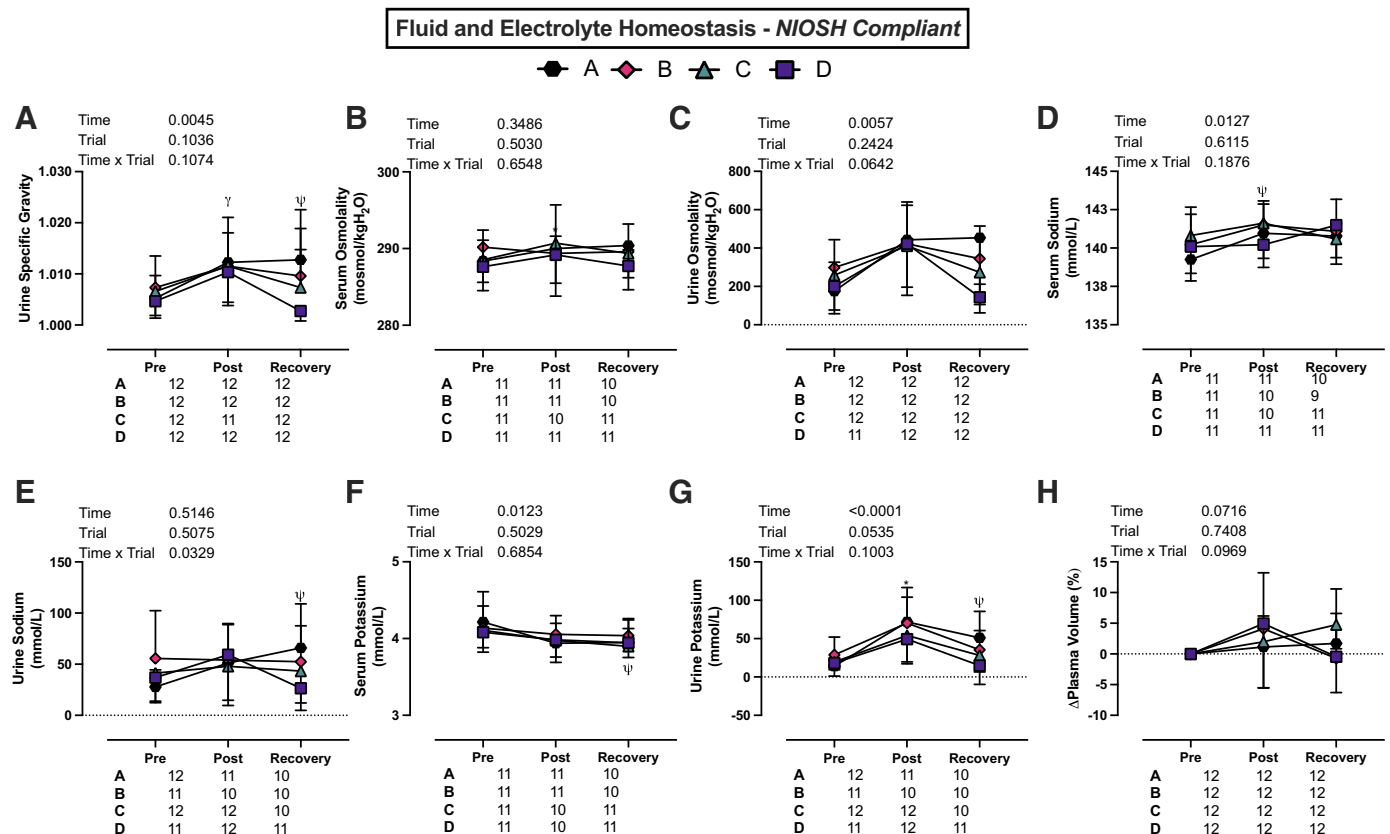 Fluid and Electrolyte Homeostasis - NIOSH Compliant
A B C D
A
Time 0.0045
Trial 0.1036
Time x Trial 0.1074
Urine Specific Gravity
1.030
1.020
1.010
1.000
γ
ψ
Pre Post Recovery
A 12 12 12
B 12 12 12
C 12 11 12
D 12 12 12
B
Time 0.3486
Trial 0.5030
Time x Trial 0.6548
Serum Osmolality
(mosmol/kgH₂O)
300
290
280
*
Pre Post Recovery
A 11 11 10
B 11 11 10
C 11 10 11
D 11 11 11
C
Time 0.0057
Trial 0.2424
Time x Trial 0.0642
Urine Osmolality
(mosmol/kgH₂O)
800
600
400
200
0
Pre Post Recovery
A 12 12 12
B 12 12 12
C 12 12 12
D 11 12 12
D
Time 0.0127
Trial 0.6115
Time x Trial 0.1876
Serum Sodium
(mmol/L)
145
143
140
138
135
ψ
Pre Post Recovery
A 11 11 10
B 11 10 9
C 11 10 11
D 11 11 11
E
Time 0.5146
Trial 0.5075
Time x Trial 0.0329
Urine Sodium
(mmol/L)
150
100
50
0
ψ
Pre Post Recovery
A 12 11 10
B 11 10 10
C 12 12 10
D 11 12 11
F
Time 0.0123
Trial 0.5029
Time x Trial 0.6854
Serum Potassium
(mmol/L)
5
4
3
ψ
Pre Post Recovery
A 11 11 10
B 11 11 10
C 11 10 11
D 11 10 11
G
Time <0.0001
Trial 0.0535
Time x Trial 0.1003
Urine Potassium
(mmol/L)
150
100
50
0
-50
*
ψ
Pre Post Recovery
A 12 11 10
B 11 10 10
C 12 12 10
D 11 12 11
H
Time 0.0716
Trial 0.7408
Time x Trial 0.0969
ΔPlasma Volume (%)
15
10
5
0
-5
-10
Pre Post Recovery
A 12 12 12
B 12 12 12
C 12 12 12
D 12 12 12